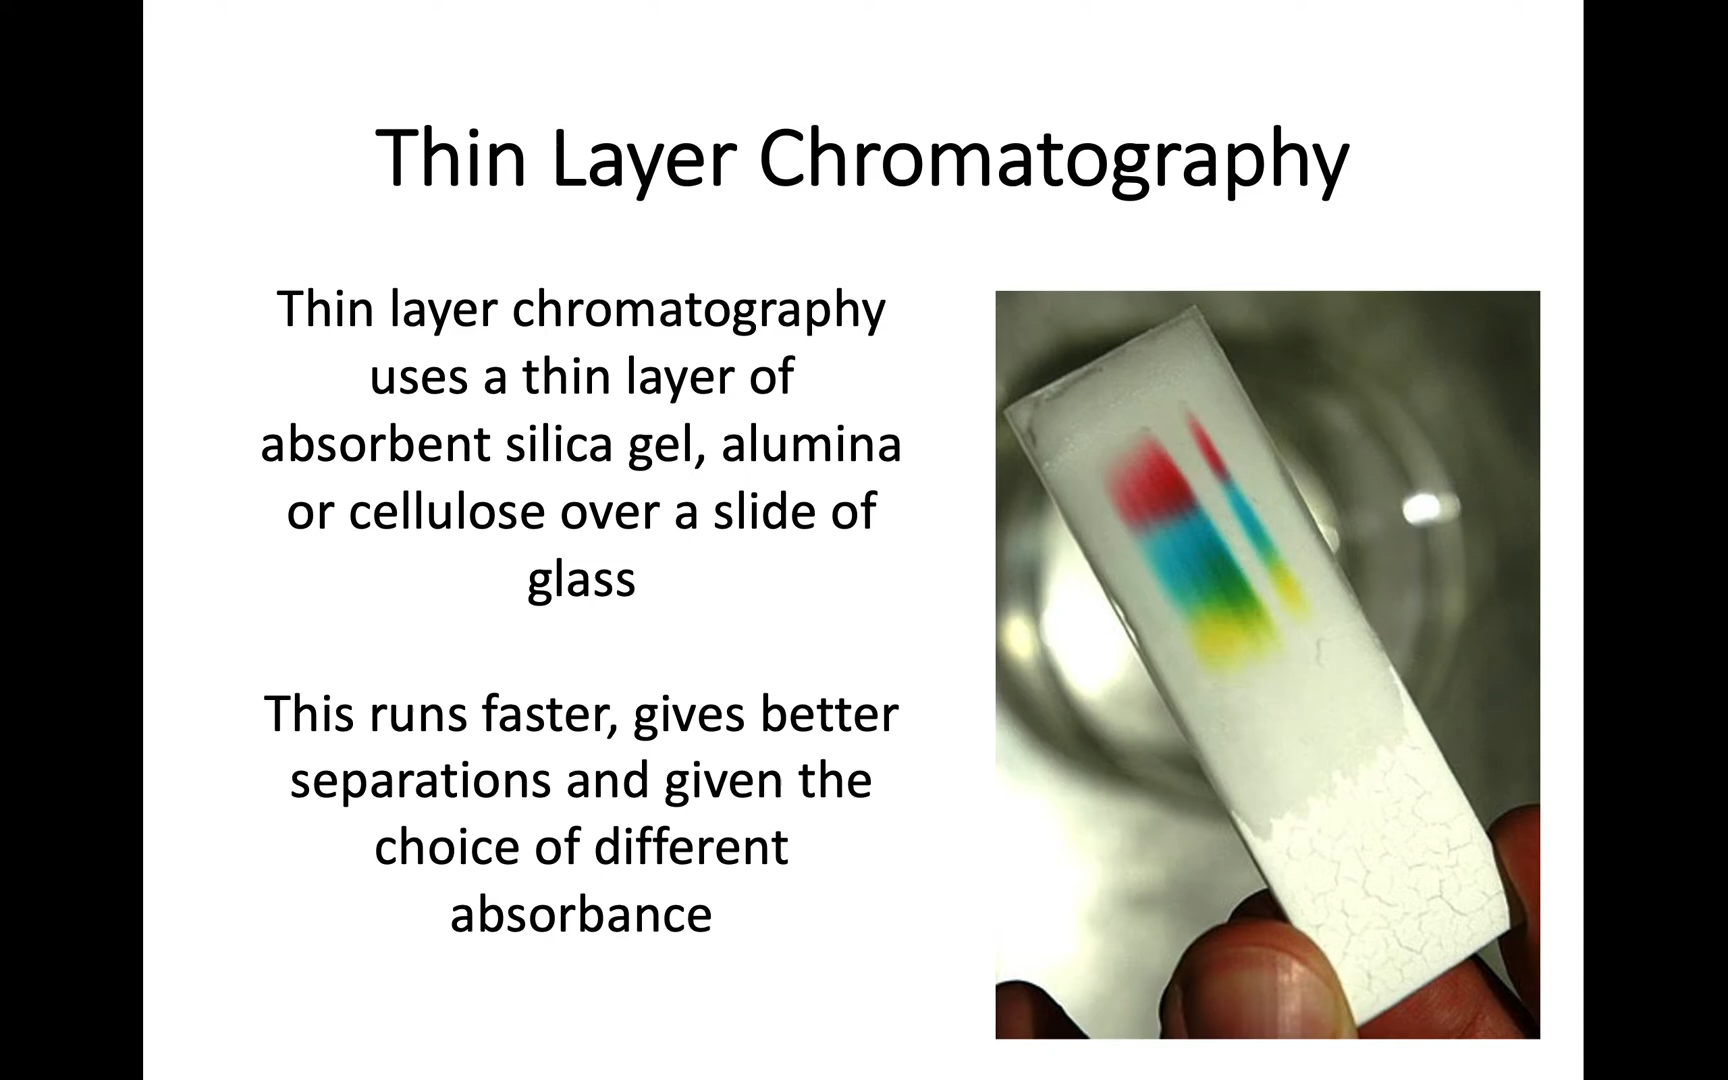 Thin Layer Chromatography
Thin layer chromatography
uses a thin layer of
absorbent silica gel, alumina
or cellulose over a slide of
glass
This runs faster, gives better
separations and given the
choice of different
absorbance